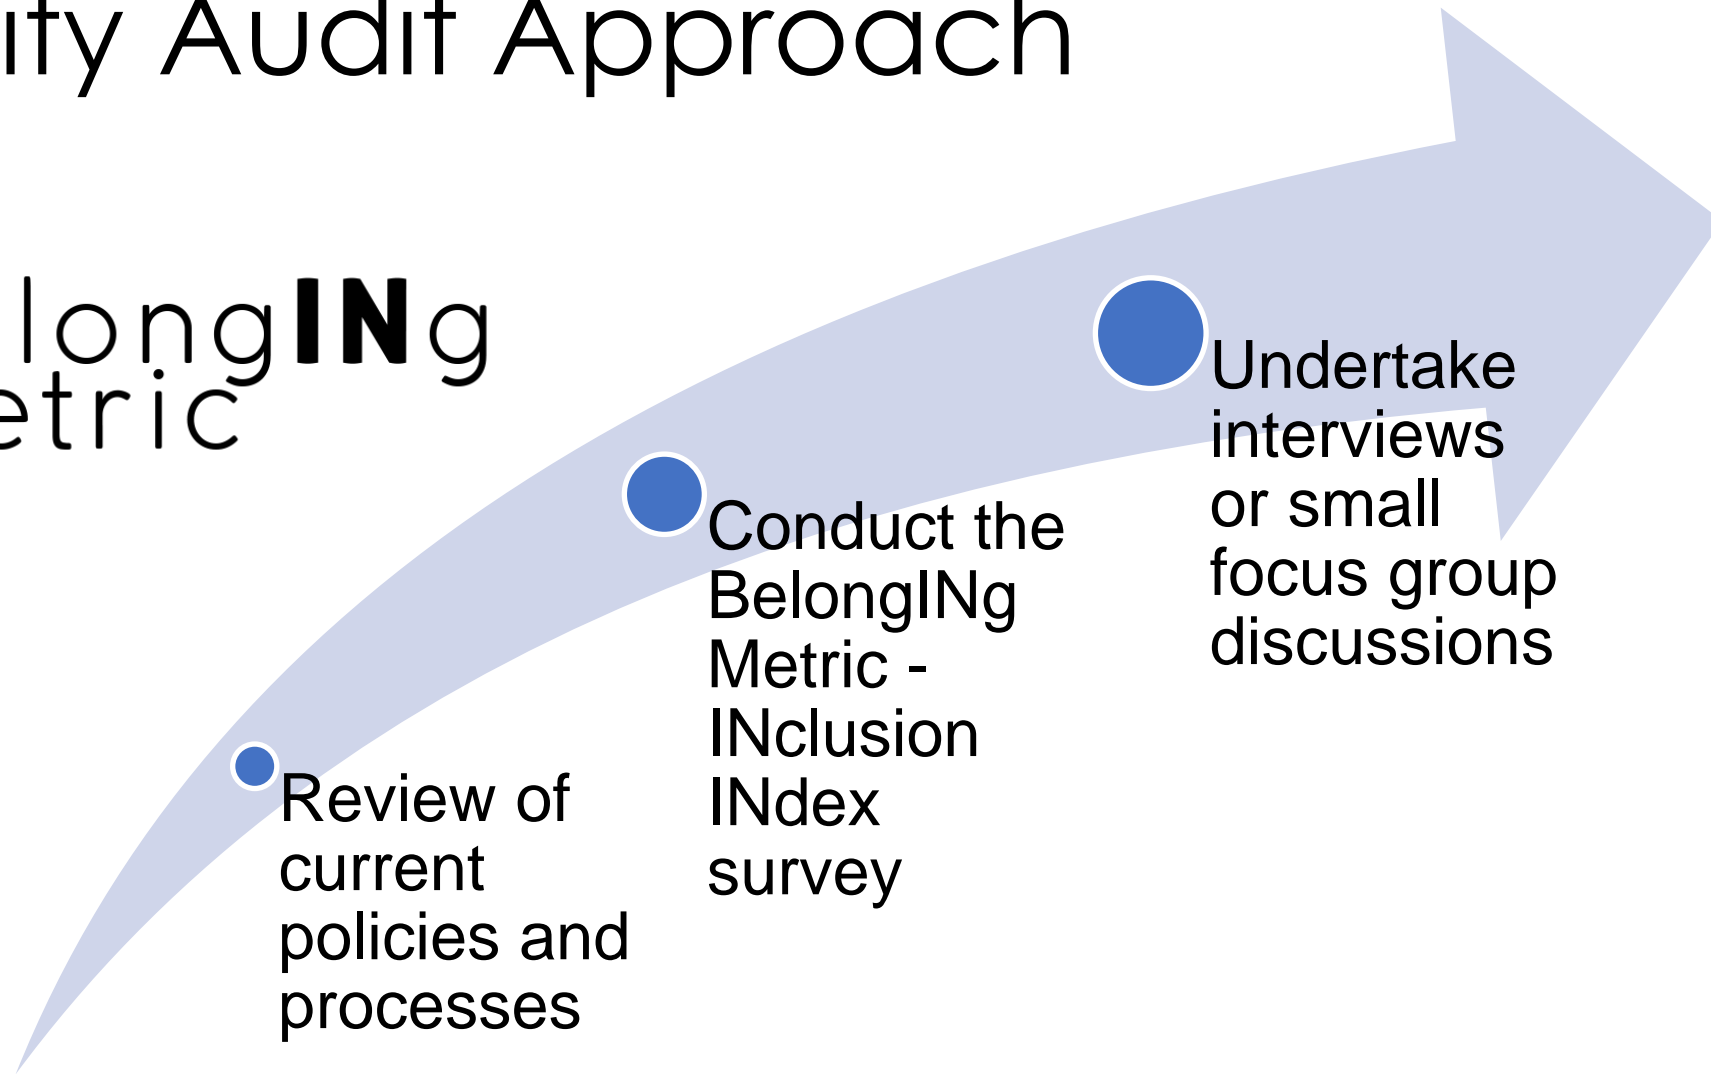 ity Audit Approach
longINg
etric
Undertake
interviews
or small
focus group
discussions
Conduct the
BelongINg
Metric -
INclusion
INdex
survey
Review of
current
policies and
processes